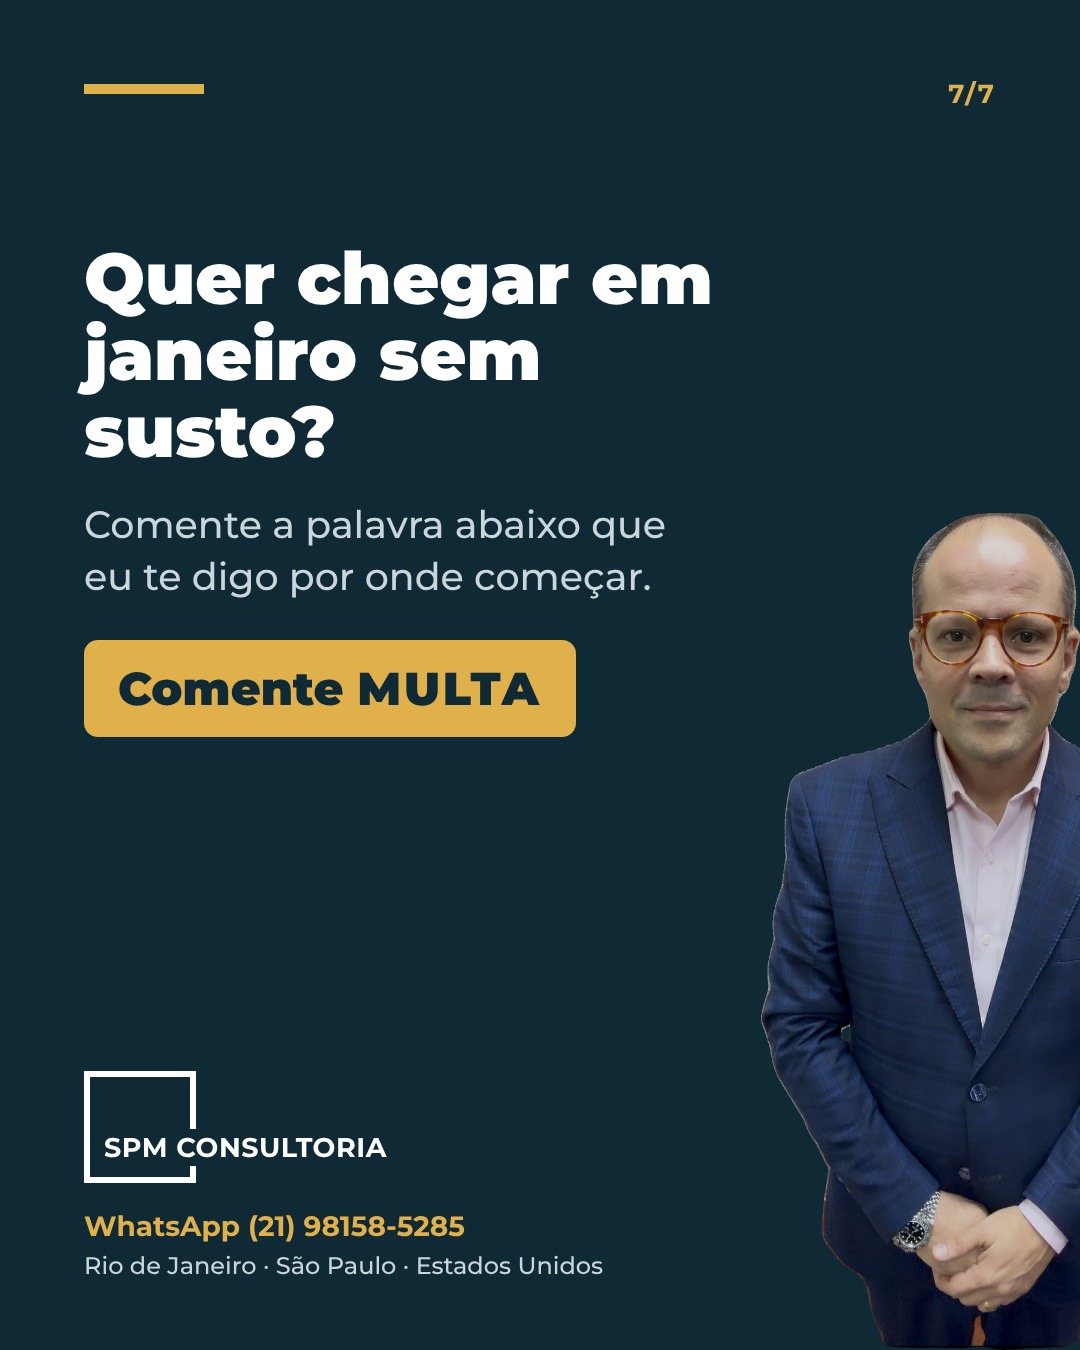 7/7
Quer chegar em
janeiro sem
susto?
Comente a palavra abaixo que
eu te digo por onde começar.
Comente MULTA
SPM CONSULTORIA
WhatsApp (21) 98158-5285
Rio de Janeiro · São Paulo · Estados Unidos